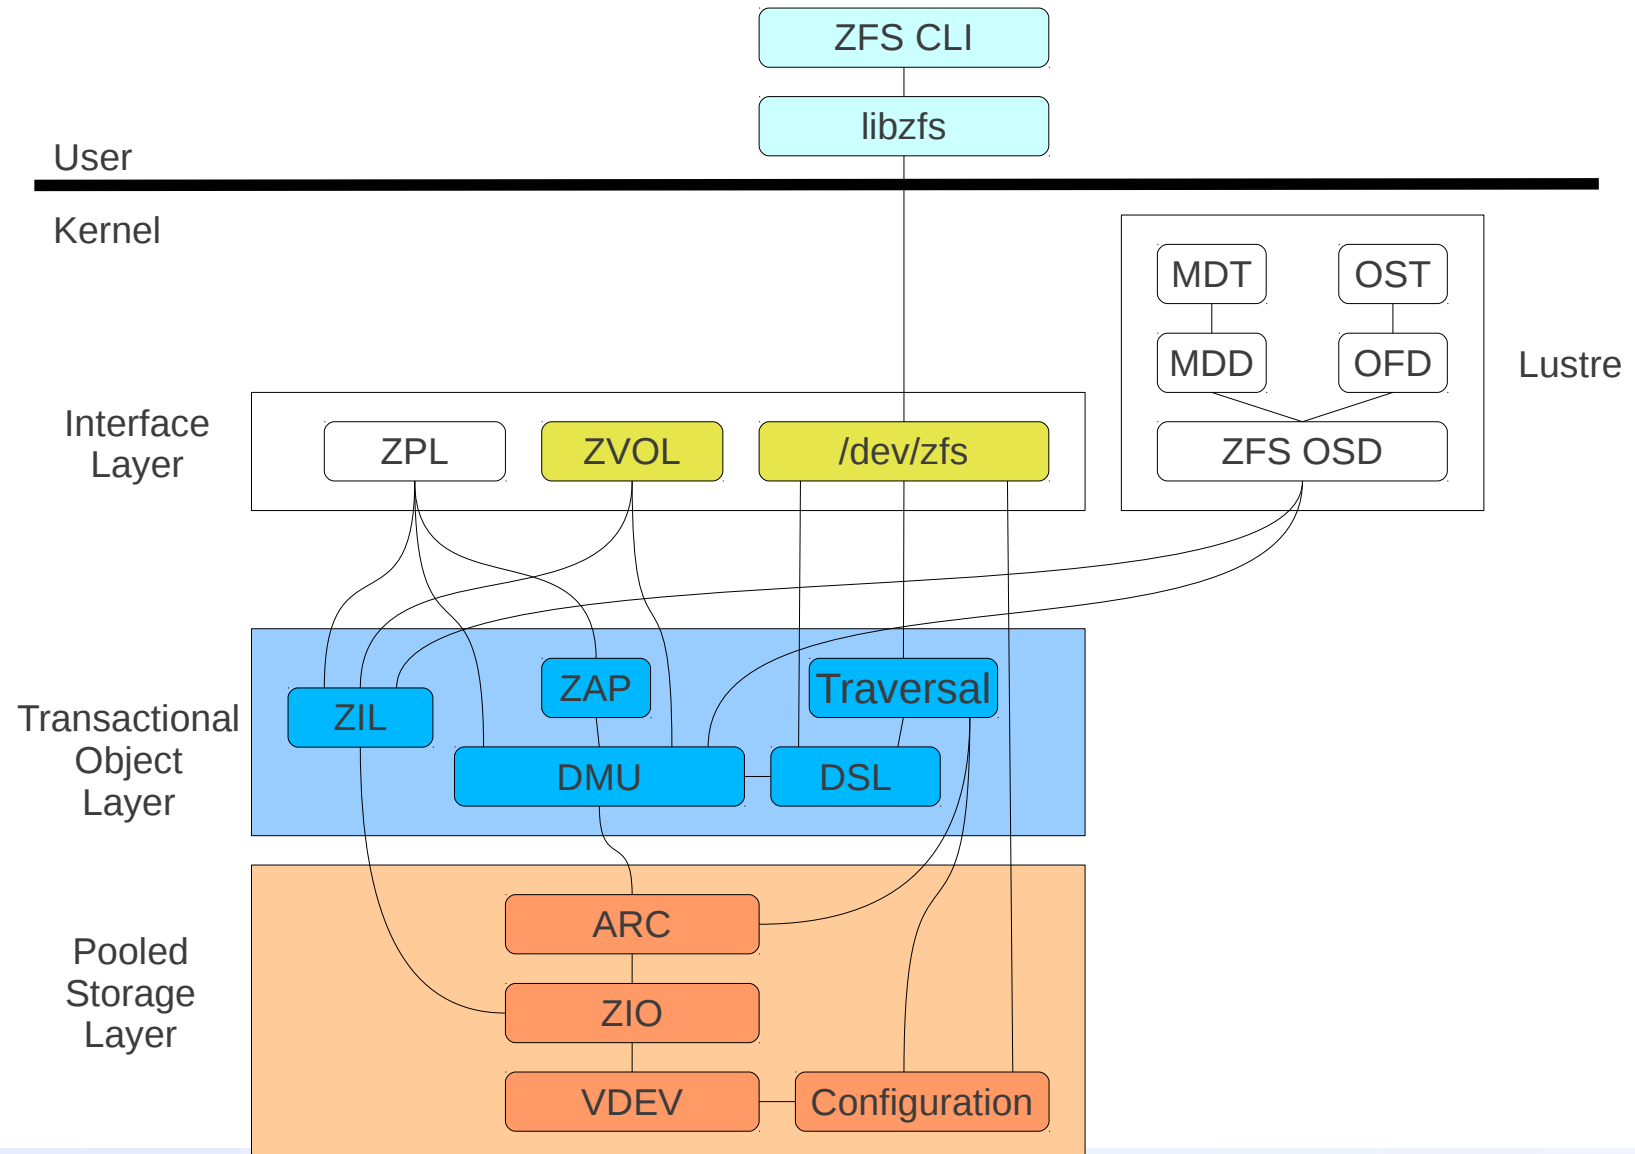 ZFS CLI
libzfs
User
Kernel
MDT
OST
MDD
OFD
Lustre
Interface
Layer
ZPL
ZVOL
/dev/zfs
ZFS OSD
ZAP
Traversal
Transactional
Object
Layer
ZIL
DMU
DSL
Pooled
Storage
Layer
ARC
ZIO
VDEV
Configuration